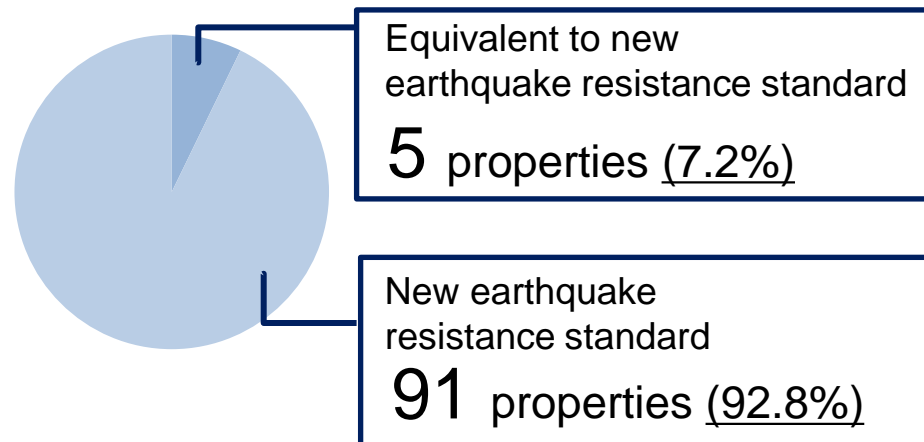 Equivalent to new
earthquake resistance standard
5 properties (7.2%)
New earthquake
resistance standard
91 properties (92.8%)